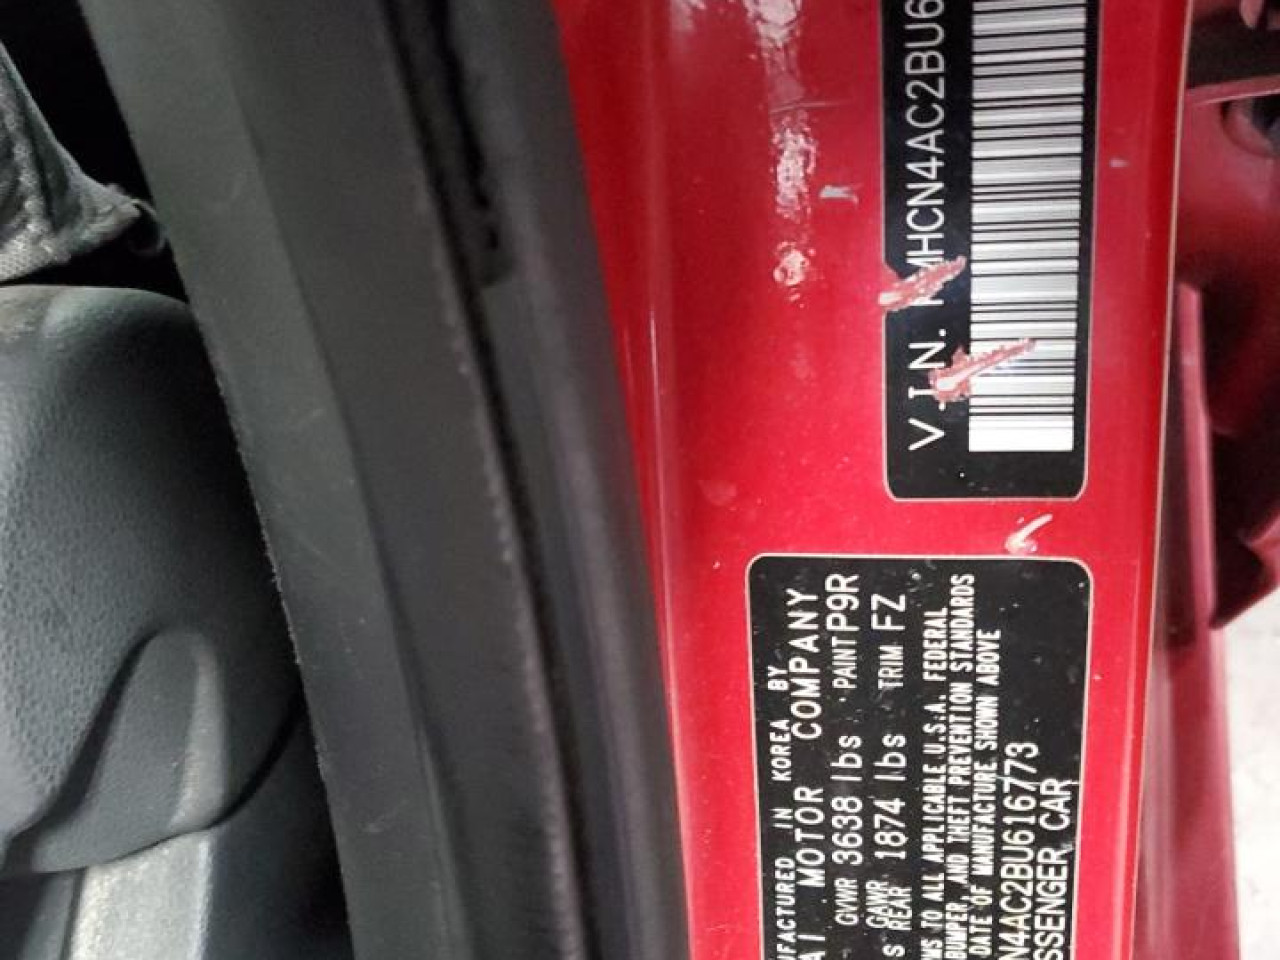 V.I.N. KMHCN4AC2BU6
UFACTURED IN KOREA BY
AI MOTOR COMPANY
GVWR 3638 lbs PAINT P9R
S GAWR REAR 1874 lbs TRIM FZ
MS TO ALL APPLICABLE U.S.A. FEDERAL
BUMPER, AND THEFT PREVENTION STANDARDS
DATE OF MANUFACTURE SHOWN ABOVE
N4AC2BU616773
SSENGER CAR